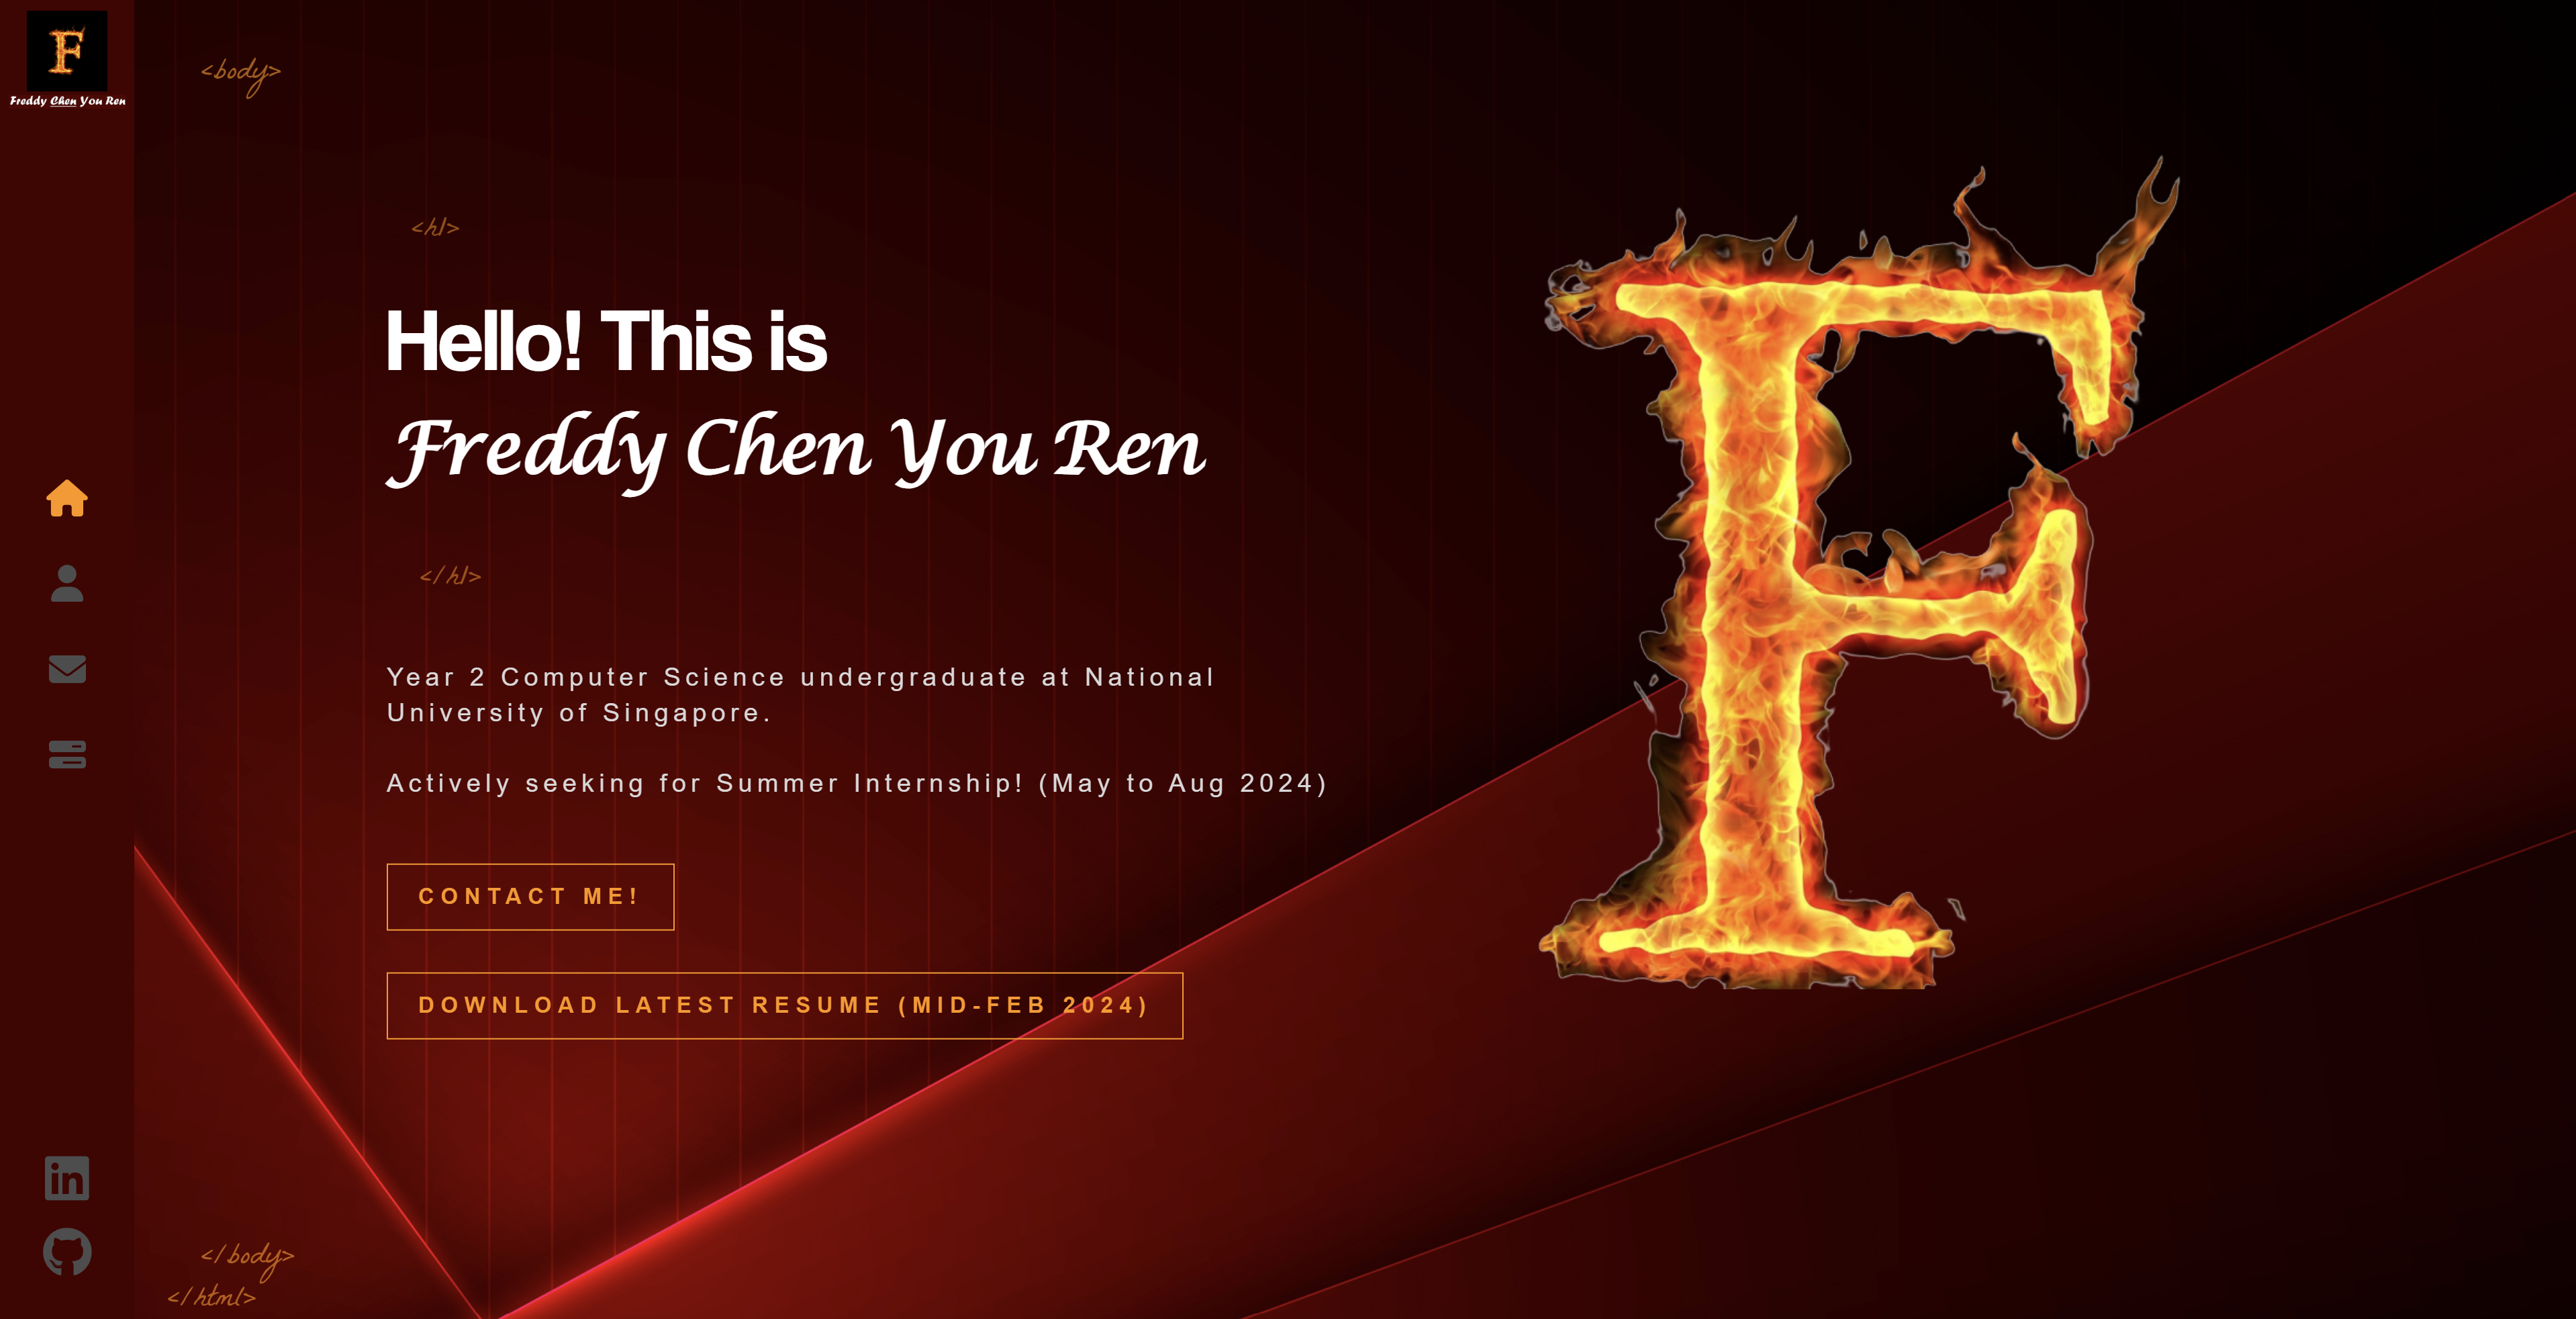 F
Freddy Chen You Ren
<body>
<h1>
Hello! This is
Freddy Chen You Ren
</h1>
Year 2 Computer Science undergraduate at National
University of Singapore.
Actively seeking for Summer Internship! (May to Aug 2024)
CONTACT ME!
DOWNLOAD LATEST RESUME (MID-FEB 2024)
F
in
</body>
</html>